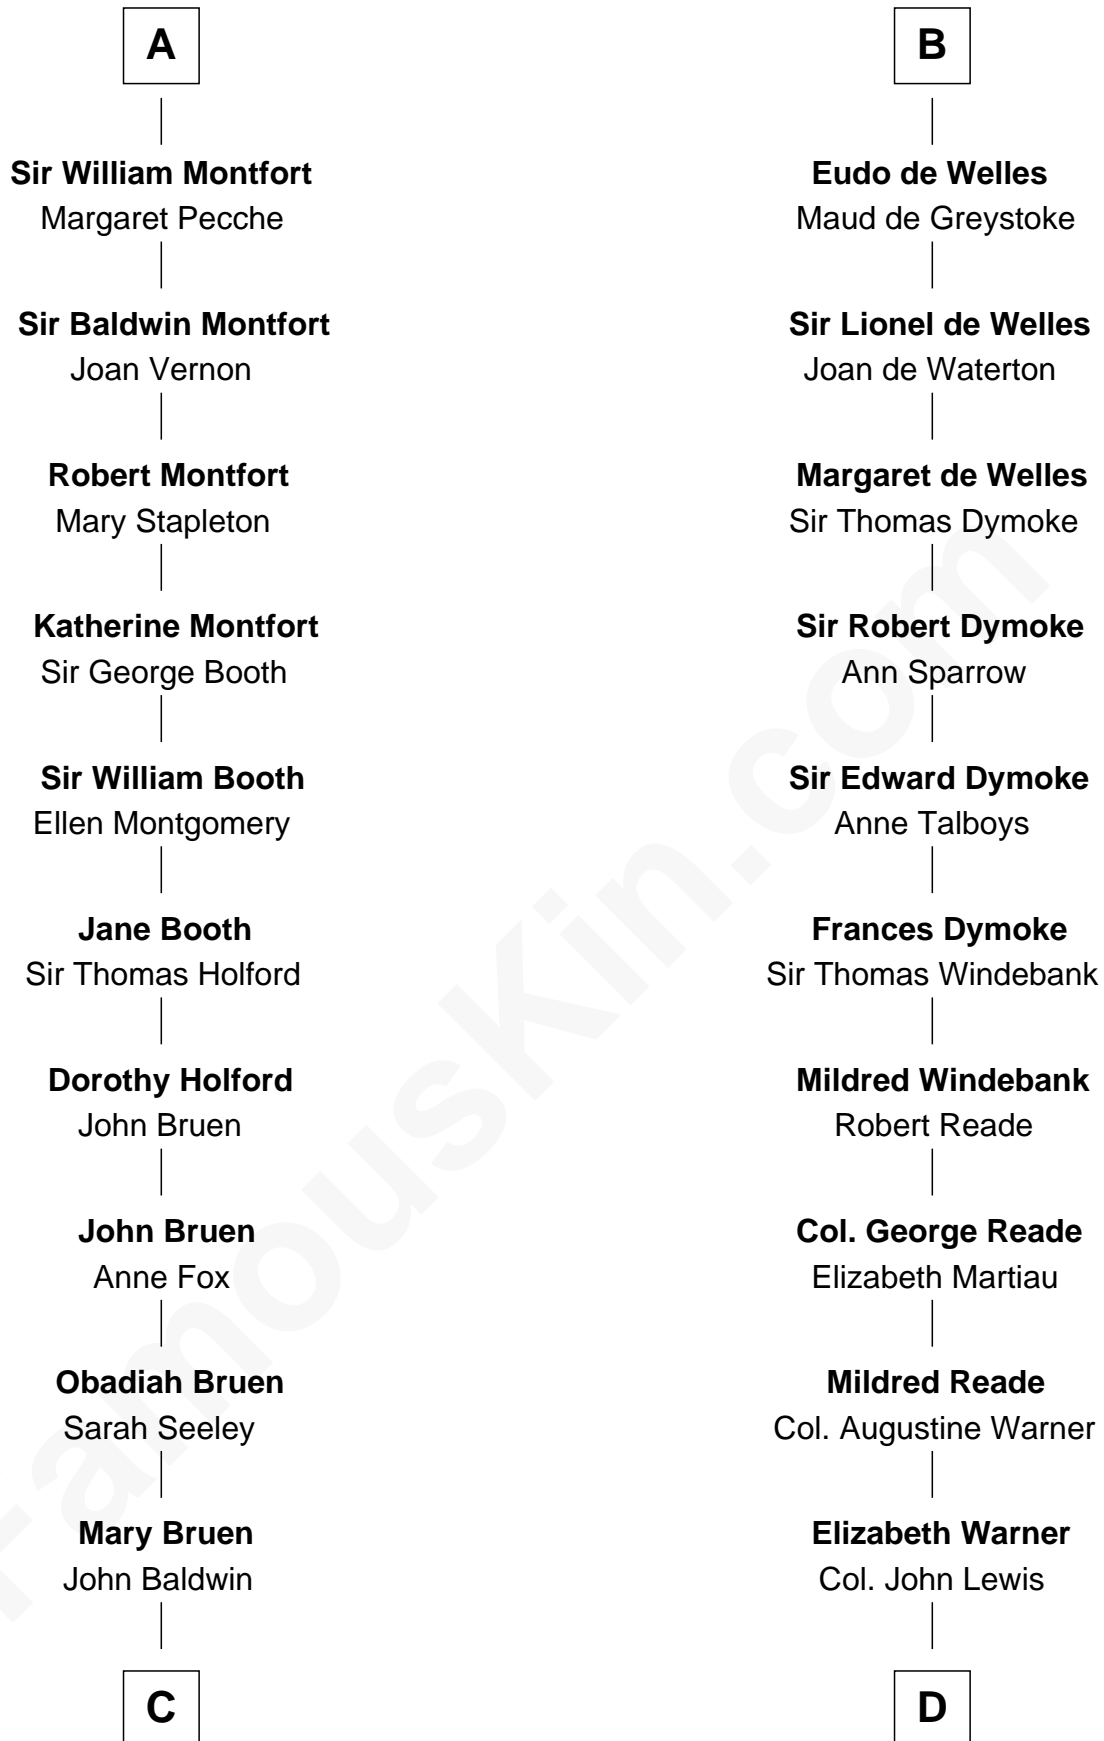 A
Sir William Montfort
Margaret Pecche
Sir Baldwin Montfort
Joan Vernon
Robert Montfort
Mary Stapleton
Katherine Montfort
Sir George Booth
Sir William Booth
Ellen Montgomery
Jane Booth
Sir Thomas Holford
Dorothy Holford
John Bruen
John Bruen
Anne Fox
Obadiah Bruen
Sarah Seeley
Mary Bruen
John Baldwin
C
B
Eudo de Welles
Maud de Greystoke
Sir Lionel de Welles
Joan de Waterton
Margaret de Welles
Sir Thomas Dymoke
Sir Robert Dymoke
Ann Sparrow
Sir Edward Dymoke
Anne Talboys
Frances Dymoke
Sir Thomas Windebank
Mildred Windebank
Robert Reade
Col. George Reade
Elizabeth Martiau
Mildred Reade
Col. Augustine Warner
Elizabeth Warner
Col. John Lewis
D
FamousKin.com